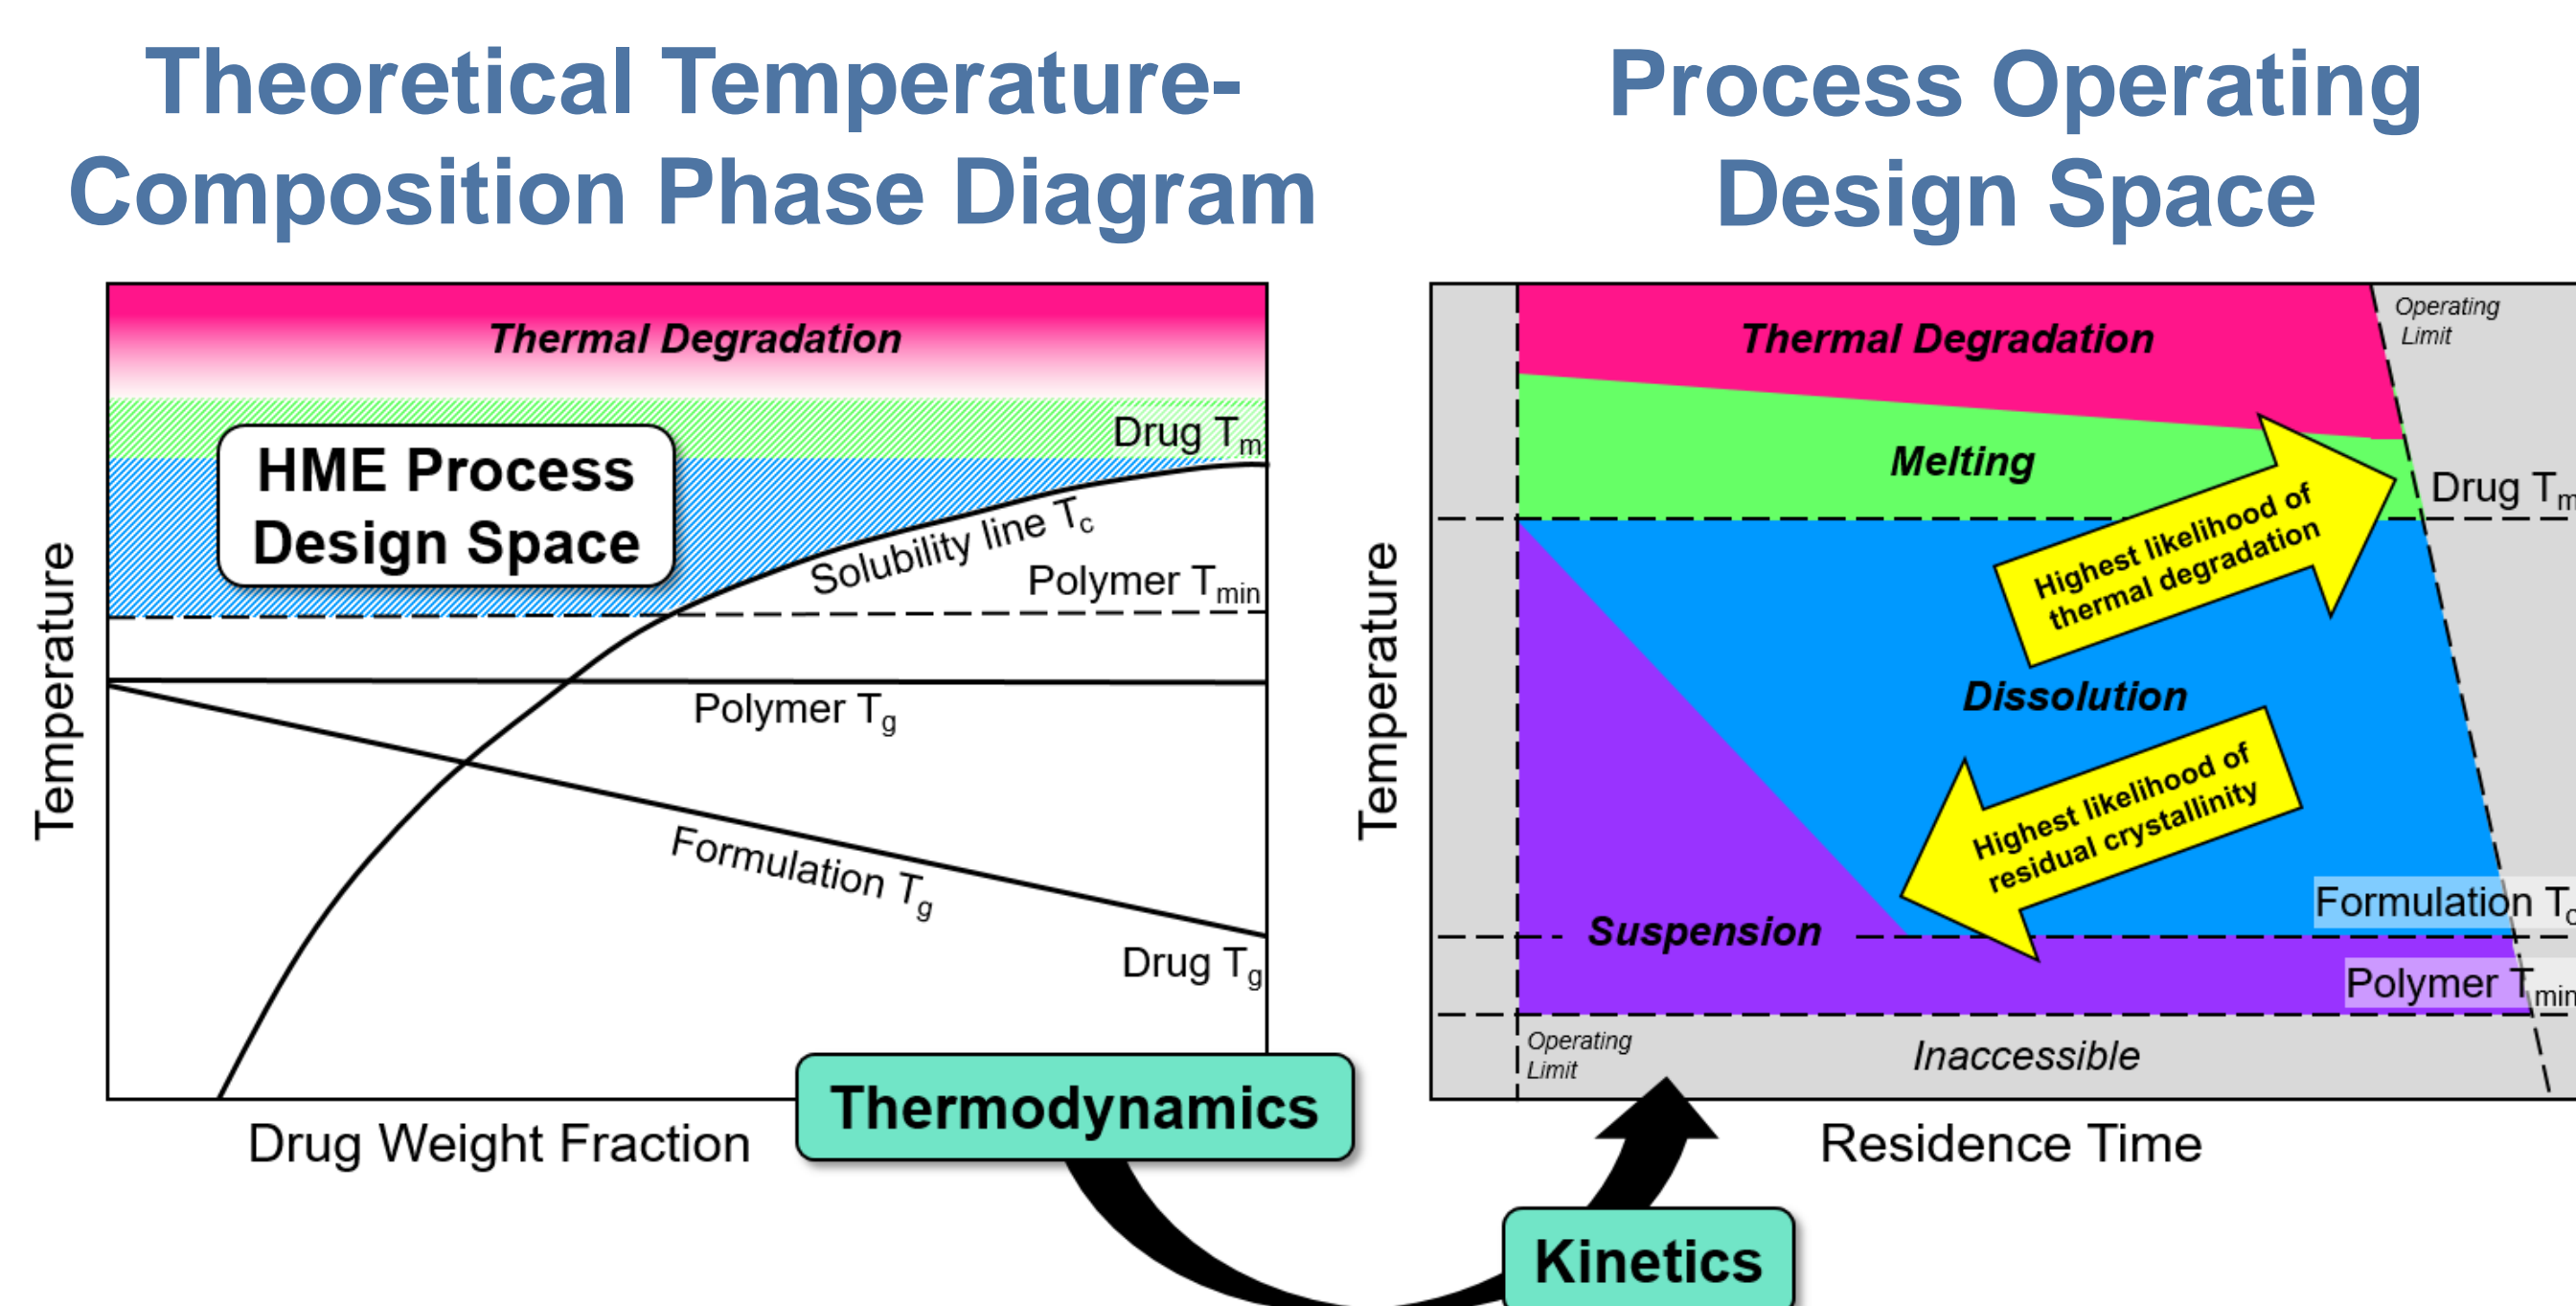 Theoretical Temperature-
Composition Phase Diagram
Thermal Degradation
HME Process
Design Space
Drug Tm
Solubility line Tc
Polymer Tmin
Polymer Tg
Formulation Tg
Drug Tg
Temperature
Drug Weight Fraction
Thermodynamics
Kinetics
Process Operating
Design Space
Operating
Limit
Thermal Degradation
Melting
Drug Tm
Highest likelihood of
thermal degradation
Dissolution
Highest likelihood of
residual crystallinity
Formulation Tc
Suspension
Polymer Tmin
Operating
Limit
Inaccessible
Temperature
Residence Time